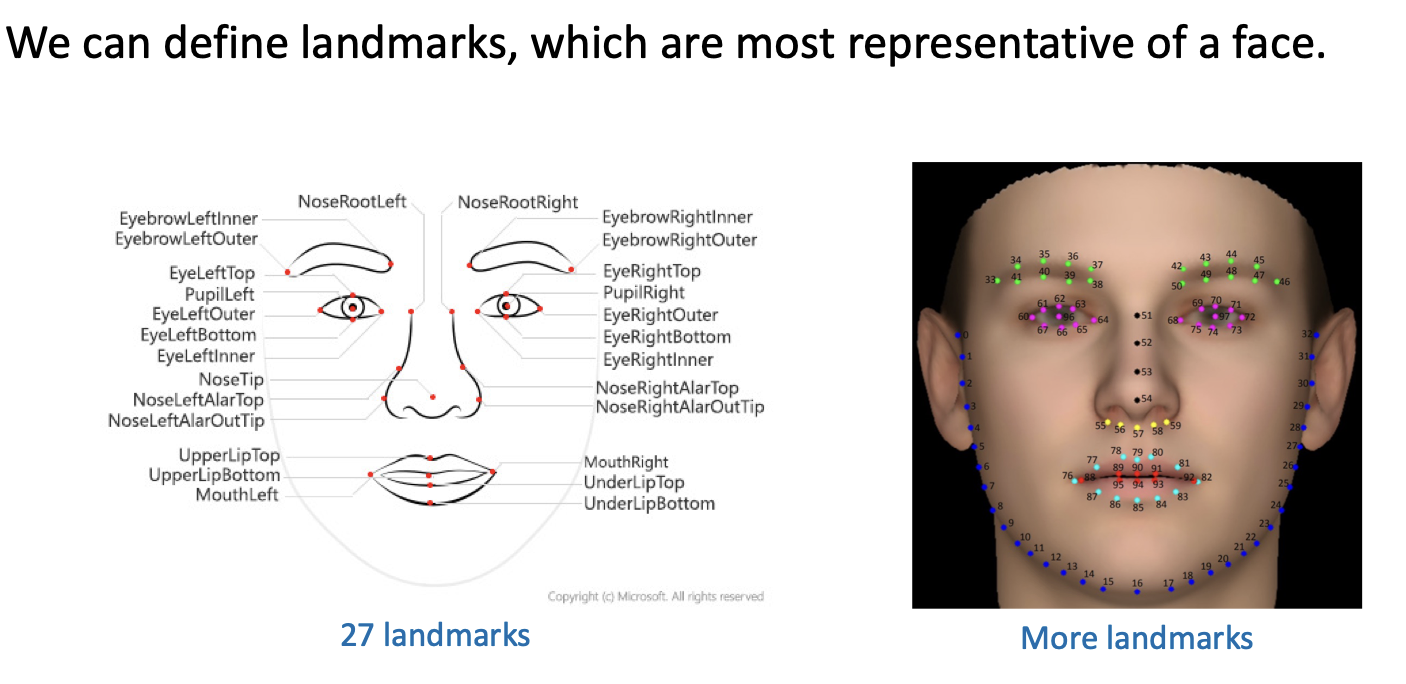 We can define landmarks, which are most representative of a face.
NoseRootLeft
NoseRootRight
EyebrowLeftInner
EyebrowLeftOuter
EyeLeftTop
PupilLeft
EyeLeftOuter
EyeLeftBottom
EyeLeftInner
NoseTip
NoseLeftAlarTop
NoseLeftAlarOutTip
UpperLipTop
UpperLipBottom
MouthLeft
EyebrowRightInner
EyebrowRightOuter
EyeRightTop
PupilRight
EyeRightOuter
EyeRightBottom
EyeRightInner
NoseRightAlarTop
NoseRightAlarOutTip
MouthRight
UnderLipTop
UnderLipBottom
Copyright (c) Microsoft. All rights reserved
27 landmarks
33 34 35 36 37
41 40 39 38
42 43 44 45 46
50 49 48 47
60 61 62 63 64
67 66 65 96
68 69 70 71 72
75 74 73 97
51
52
53
54
55 56 57 58 59
76 77 78 79 80 81 82
88 89 90 91 92
95 94 93
87 86 85 84 83
0
1
2
3
4
5
6
7
8
9
10
11
12
13
14
15
16
17
18
19
20
21
22
23
24
25
26
27
28
29
30
31
32
More landmarks